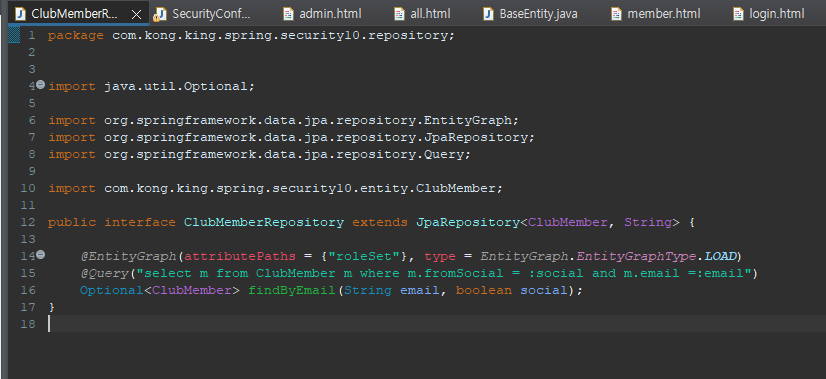 ClubMemberR... SecurityConf... admin.html all.html BaseEntity.java member.html login.html
1 package com.kong.king.spring.security10.repository;
2
3
4 import java.util.Optional;
5
6 import org.springframework.data.jpa.repository.EntityGraph;
7 import org.springframework.data.jpa.repository.JpaRepository;
8 import org.springframework.data.jpa.repository.Query;
9
10 import com.kong.king.spring.security10.entity.ClubMember;
11
12 public interface ClubMemberRepository extends JpaRepository<ClubMember, String> {
13
14 @EntityGraph(attributePaths = {"roleSet"}, type = EntityGraph.EntityGraphType.LOAD)
15 @Query("select m from ClubMember m where m.fromSocial = :social and m.email =:email")
16 Optional<ClubMember> findByEmail(String email, boolean social);
17 }
18